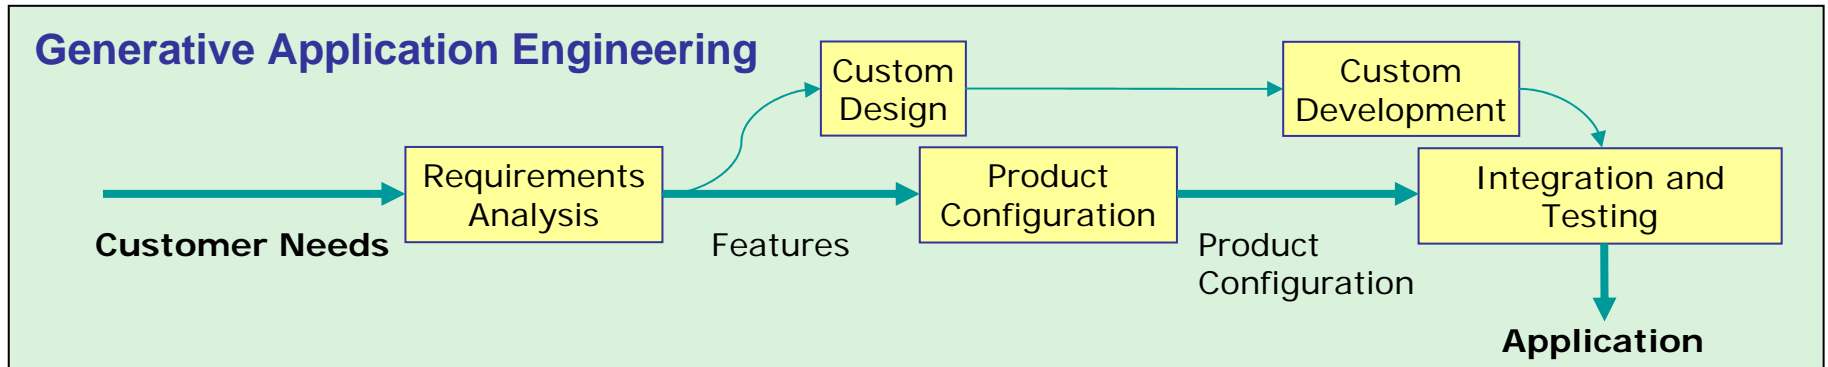 Generative Application Engineering
Custom
Design
Custom
Development
Requirements
Analysis
Product
Configuration
Integration and
Testing
Customer Needs
Features
Product
Configuration
Application